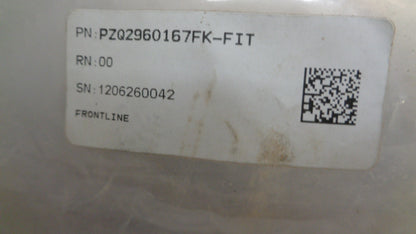 PN:PZQ2960167FK-FIT
RN:00
SN:1206260042
FRONTLINE